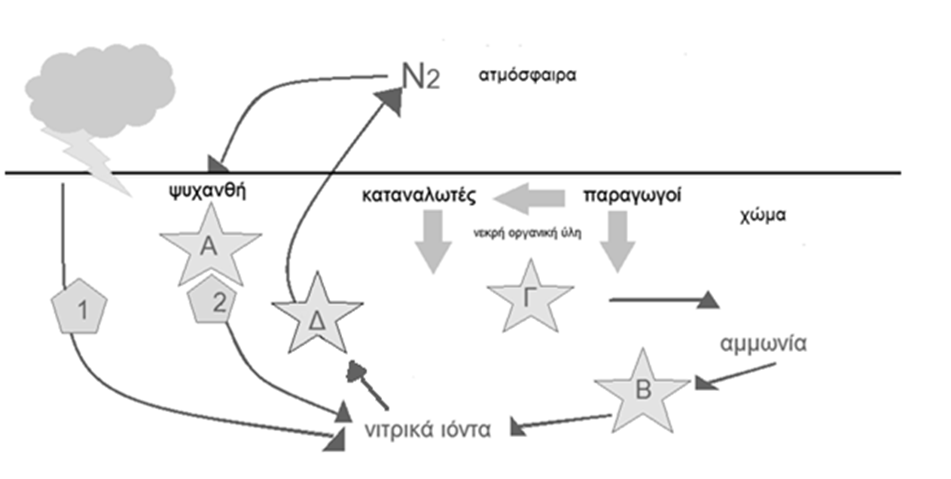 N2 ατμόσφαιρα
ψυχανθή καταναλωτές παραγωγοί
χώμα
νεκρή οργανική ύλη
Α
Γ
1 2 Δ
αμμωνία
Β
νιτρικά ιόντα